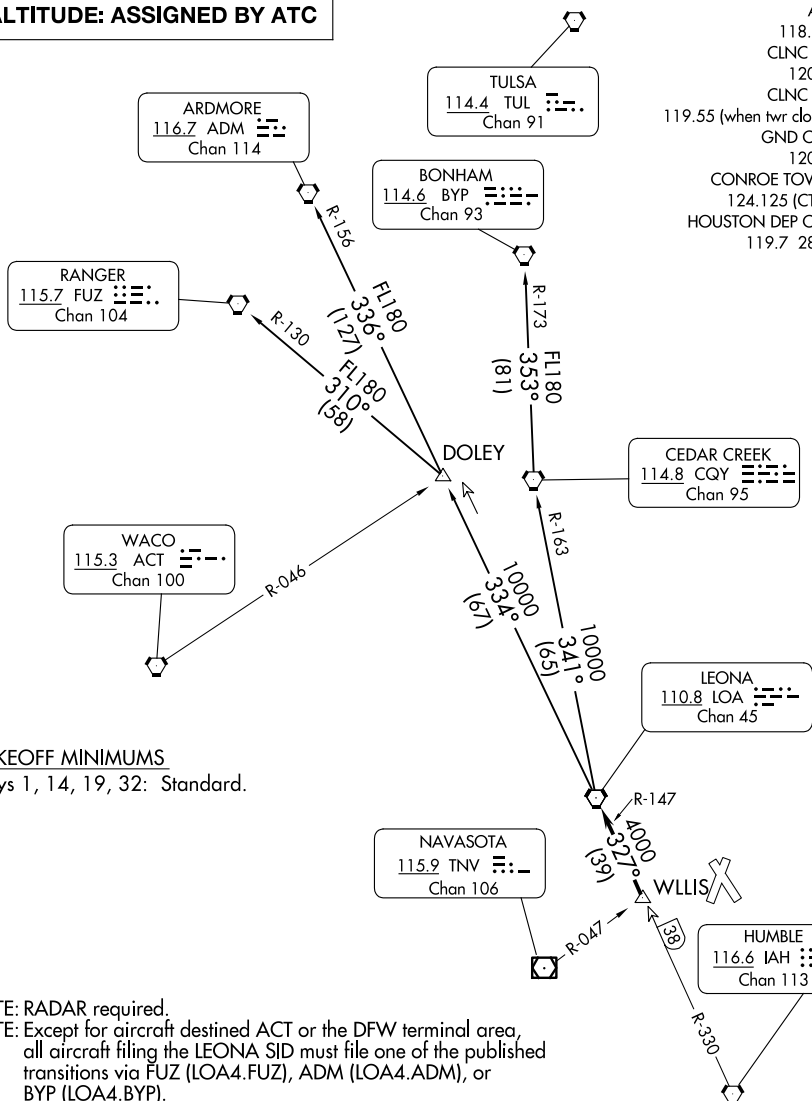 ALTITUDE: ASSIGNED BY ATC
118.
CLNC
120
CLNC
119.55 (when twr clo
GND C
120
CONROE TOW
124.125 (CT
HOUSTON DEP C
119.7 28
TULSA
114.4 TUL
Chan 91
ARDMORE
116.7 ADM
Chan 114
BONHAM
114.6 BYP
Chan 93
RANGER
115.7 FUZ
Chan 104
R-156
R-130
R-173
FL180
336°
(127)
FL180
310°
(58)
FL180
353°
(81)
DOLEY
CEDAR CREEK
114.8 CQY
Chan 95
WACO
115.3 ACT
Chan 100
R-046
R-163
10000
334°
(67)
10000
341°
(65)
LEONA
110.8 LOA
Chan 45
KEOFF MINIMUMS
ys 1, 14, 19, 32: Standard.
R-147
4000
327°
(39)
NAVASOTA
115.9 TNV
Chan 106
WLLIS
R-047
38
HUMBLE
116.6 IAH
Chan 113
R-330
TE: RADAR required.
TE: Except for aircraft destined ACT or the DFW terminal area,
all aircraft filing the LEONA SID must file one of the published
transitions via FUZ (LOA4.FUZ), ADM (LOA4.ADM), or
BYP (LOA4.BYP).